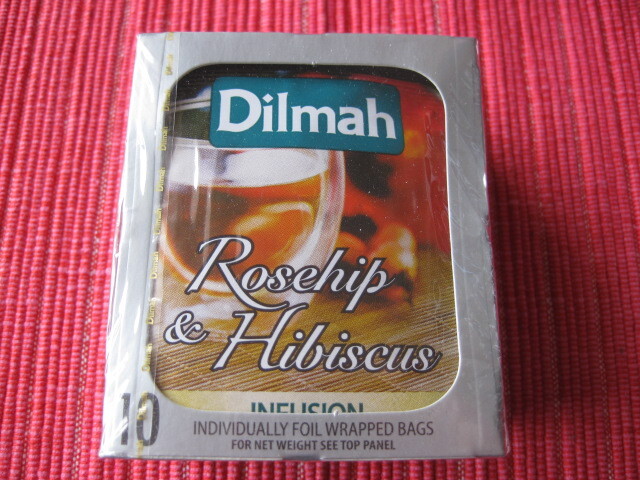 Dilmah
Rosehip
& Hibiscus
INFUSION
10
INDIVIDUALLY FOIL WRAPPED BAGS
FOR NET WEIGHT SEE TOP PANEL